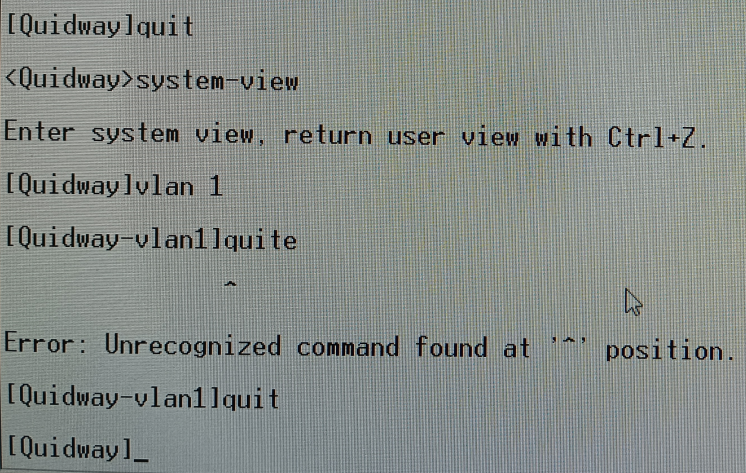 [Quidway]quit
<Quidway>system-view
Enter system view, return user view with Ctrl+Z.
[Quidway]vlan 1
[Quidway-vlan1]quite
^
Error: Unrecognized command found at '^' position.
[Quidway-vlan1]quit
[Quidway]_